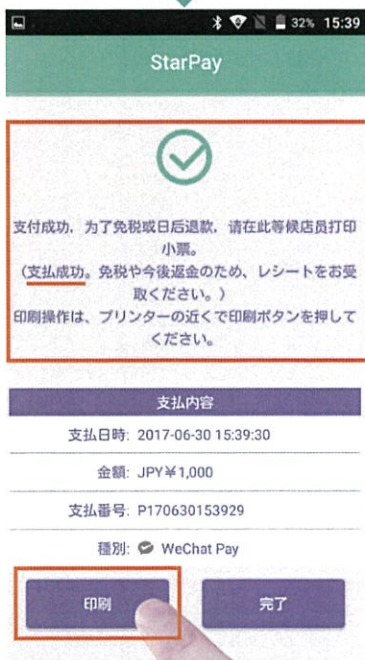 32% 15:39
StarPay
支付成功，为了免税或日后退款，请在此等候店员打印
小票。
（支払成功。免税や今後返金のため、レシートをお受
取ください。）
印刷操作は、プリンターの近くで印刷ボタンを押して
ください。
支払内容
支払日時: 2017-06-30 15:39:30
金額: JPY￥1,000
支払番号: P170630153929
種別: WeChat Pay
印刷 完了